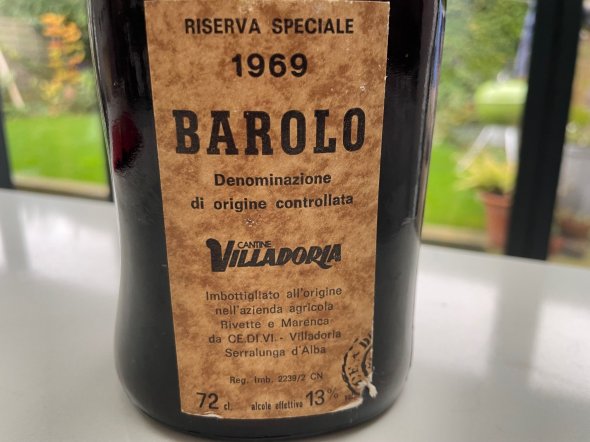 RISERVA SPECIALE
1969
BAROLO
Denominazione
di origine controllata
CANTINE
VILLADORIA
Imbottigliato all'origine
nell'azienda agricola
Rivette e Marenca
da CE.DI.VI. - Villadoria
Serralunga d'Alba
Reg. Imb. 2239/2 CN
72 cl. alcole effettivo 13%